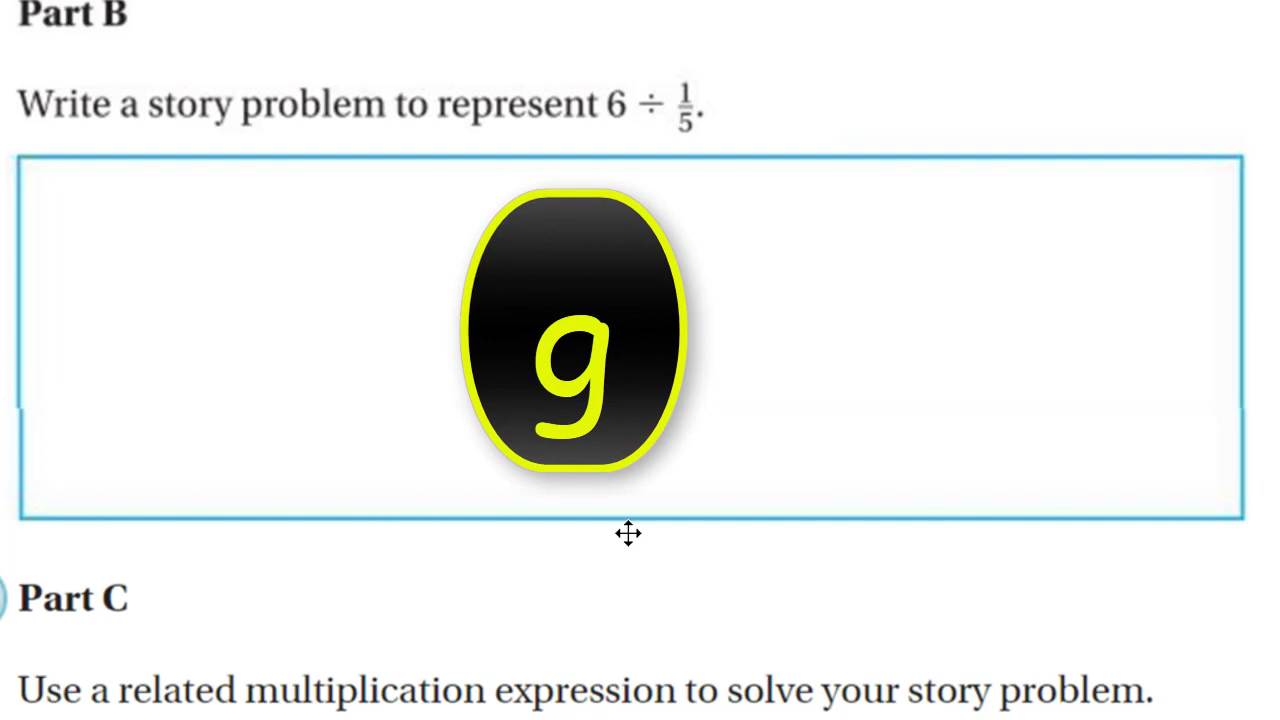 Part B
Write a story problem to represent 6 ÷ 1/5.
g
Part C
Use a related multiplication expression to solve your story problem.